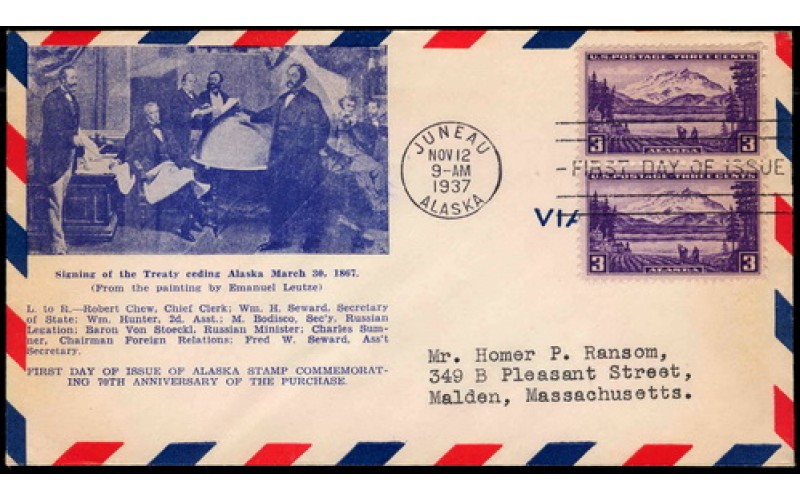 Signing of the Treaty ceding Alaska March 30, 1867.
(From the painting by Emanuel Leutze)
L. to R.—Robert Chew, Chief Clerk; Wm. H. Seward, Secretary
of State; Wm. Hunter, 2d, Asst.; M. Bodisco, Sec'y. Russian
Legation; Baron Von Stoeckl, Russian Minister; Charles Sum-
ner, Chairman Foreign Relations; Fred W. Seward, Ass't
Secretary.
FIRST DAY OF ISSUE OF ALASKA STAMP COMMEMORAT-
ING 70TH ANNIVERSARY OF THE PURCHASE.
JUNEAU
NOV 12
9-AM
1937
ALASKA
U.S. POSTAGE-THREE CENTS
3 3
ALASKA
FIRST DAY OF ISSUE
U.S. POSTAGE-THREE CENTS
VIA
3 3
ALASKA
Mr. Homer P. Ransom,
349 B Pleasant Street,
Malden, Massachusetts.